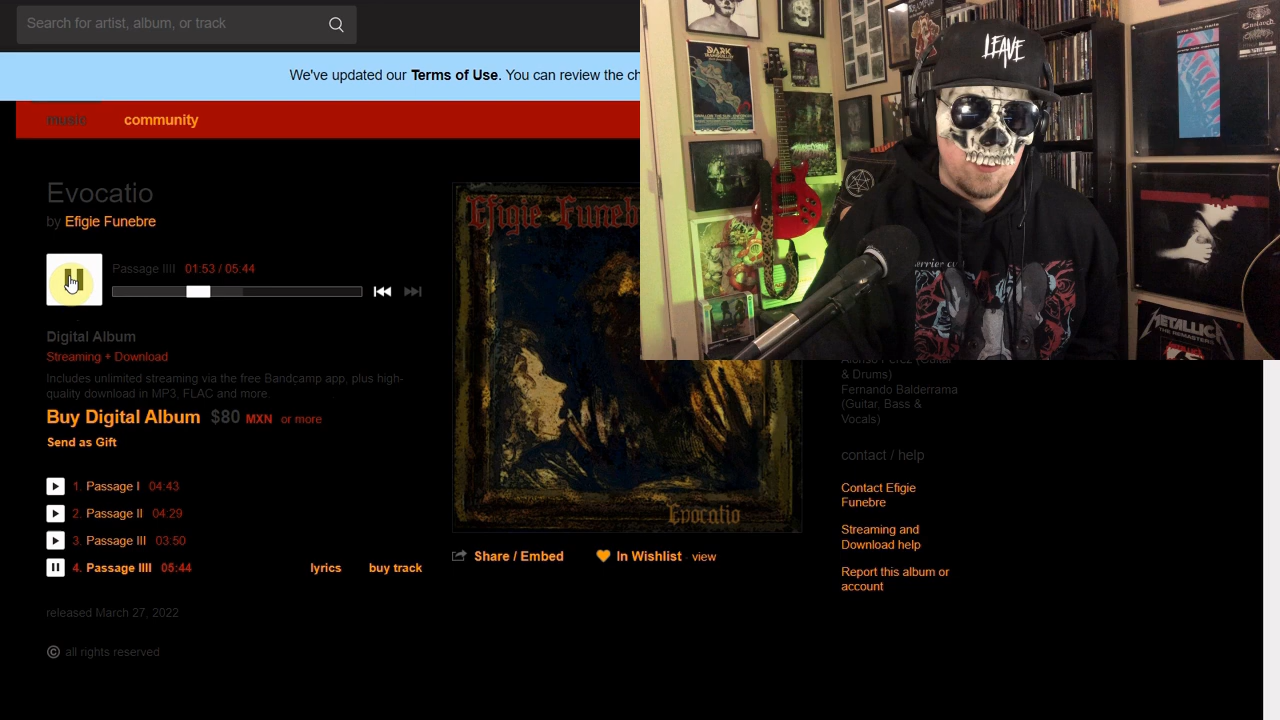 Search for artist, album, or track
We've updated our Terms of Use. You can review the ch
music
community
Evocatio
by Efigie Funebre
Passage IIII 01:53 / 05:44
Digital Album
Streaming + Download
Includes unlimited streaming via the free Bandcamp app, plus high-
quality download in MP3, FLAC and more.
Buy Digital Album $80 MXN or more
Send as Gift
1. Passage I 04:43
2. Passage II 04:29
3. Passage III 03:50
4. Passage IIII 05:44 lyrics buy track
released March 27, 2022
© all rights reserved
Efigie Funeb
Evocatio
Share / Embed
In Wishlist · view
& Drums)
Fernando Balderrama
(Guitar, Bass &
Vocals)
contact / help
Contact Efigie
Funebre
Streaming and
Download help
Report this album or
account
DARK
LEAVE
METALLICA
THE REMASTERS